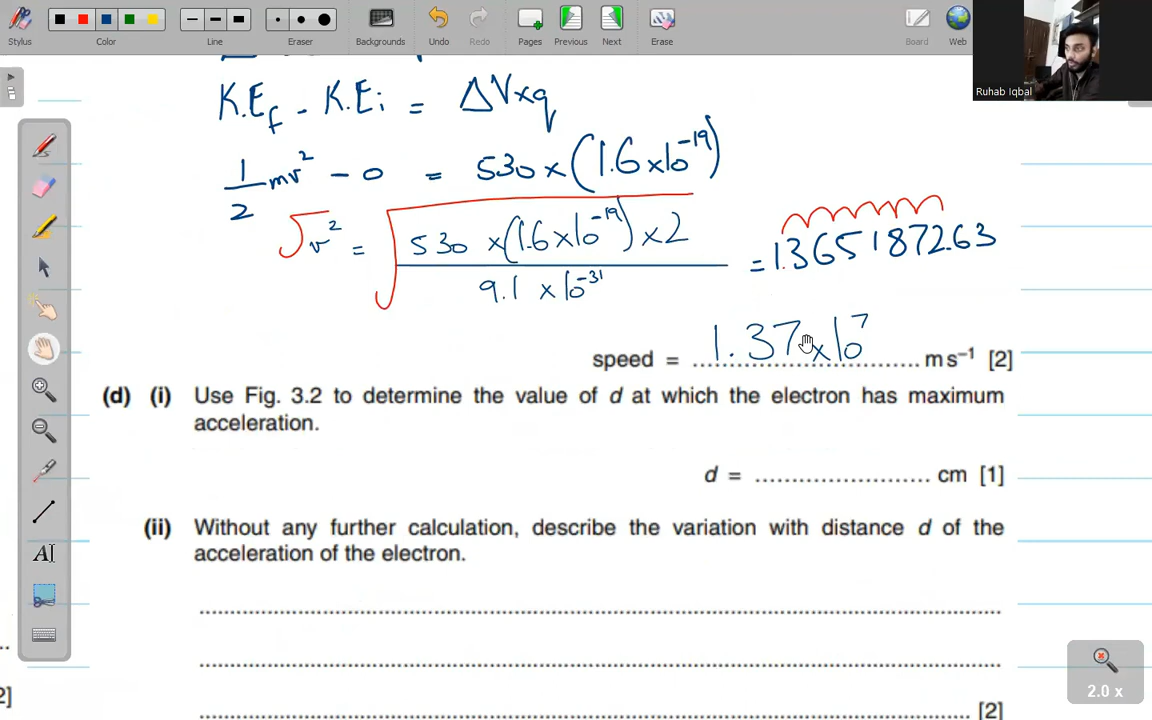 Stylus
Color
Line
Eraser
Backgrounds
Undo
Redo
Pages
Previous
Next
Erase
Board
Web
Ruhab Iqbal
K.E_f - K.E_i = ΔV×q
1/2 mv² - 0 = 530 × (1.6×10⁻¹⁹)
√v² = √(530 × (1.6×10⁻¹⁹) × 2 / 9.1 × 10⁻³¹) = 13651872.63
speed = 1.37 × 10⁷ m s⁻¹ [2]
(d) (i) Use Fig. 3.2 to determine the value of d at which the electron has maximum
acceleration.
d = .......................... cm [1]
(ii) Without any further calculation, describe the variation with distance d of the
acceleration of the electron.
[2]
2]
AI
2.0 x